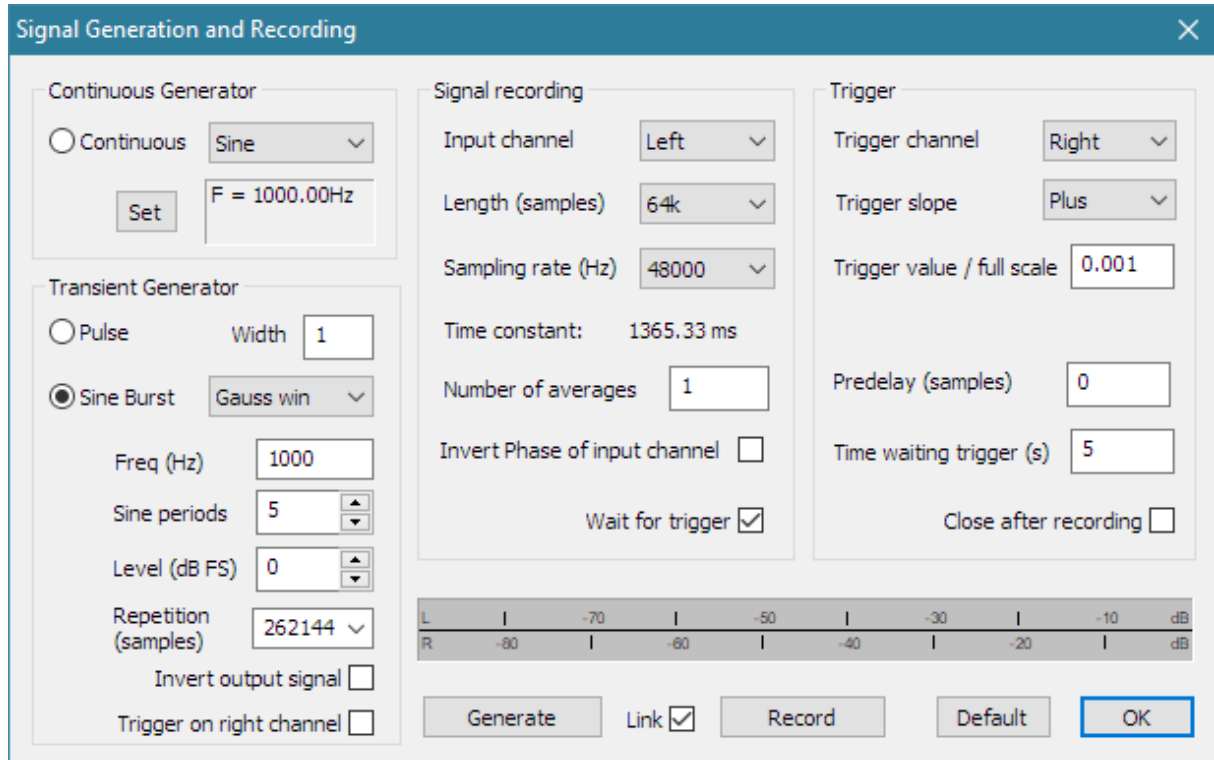 Signal Generation and Recording
Continuous Generator
Continuous Sine
Set F = 1000.00Hz
Transient Generator
Pulse Width 1
Sine Burst Gauss win
Freq (Hz) 1000
Sine periods 5
Level (dB FS) 0
Repetition
(samples) 262144
Invert output signal
Trigger on right channel
Signal recording
Input channel Left
Length (samples) 64k
Sampling rate (Hz) 48000
Time constant: 1365.33 ms
Number of averages 1
Invert Phase of input channel
Wait for trigger
Trigger
Trigger channel Right
Trigger slope Plus
Trigger value / full scale 0.001
Predelay (samples) 0
Time waiting trigger (s) 5
Close after recording
L -70 -50 -30 -10 dB
R -80 -60 -40 -20 dB
Generate Link Record Default OK